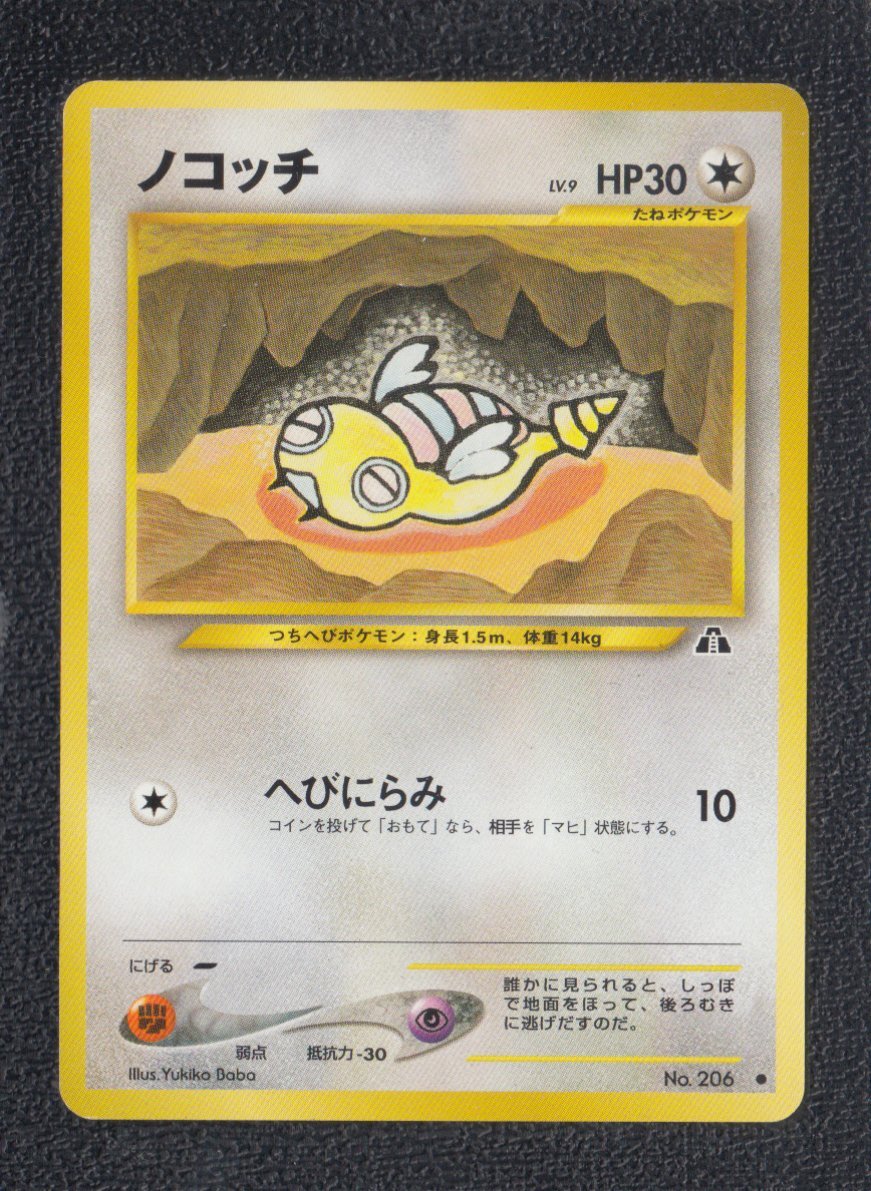 ノコッチ
LV.9 HP30
たねポケモン
つちへびポケモン：身長1.5m、体重14kg
へびにらみ 10
コインを投げて「おもて」なら、相手を「マヒ」状態にする。
にげる
誰かに見られると、しっぽ
で地面をほって、後ろむき
に逃げだすのだ。
弱点 抵抗力-30
Illus.Yukiko Baba
No. 206